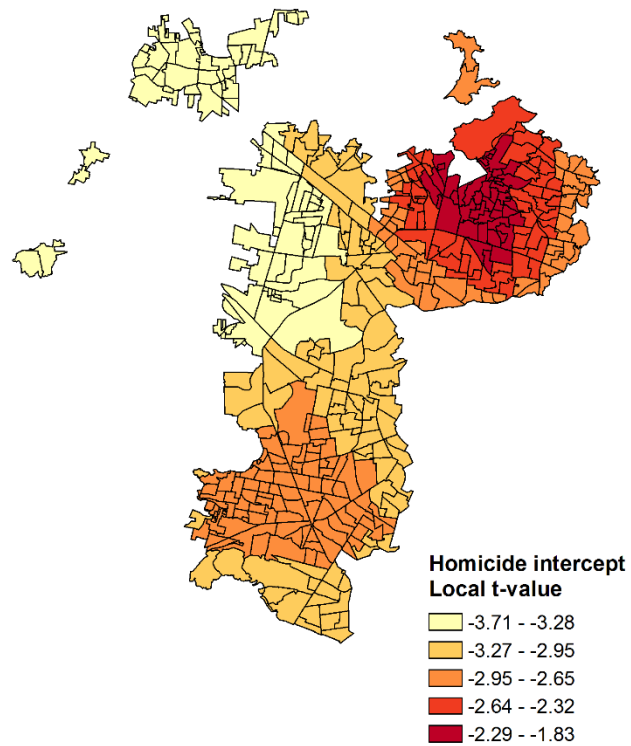 Homicide intercept
Local t-value
-3.71 - -3.28
-3.27 - -2.95
-2.95 - -2.65
-2.64 - -2.32
-2.29 - -1.83